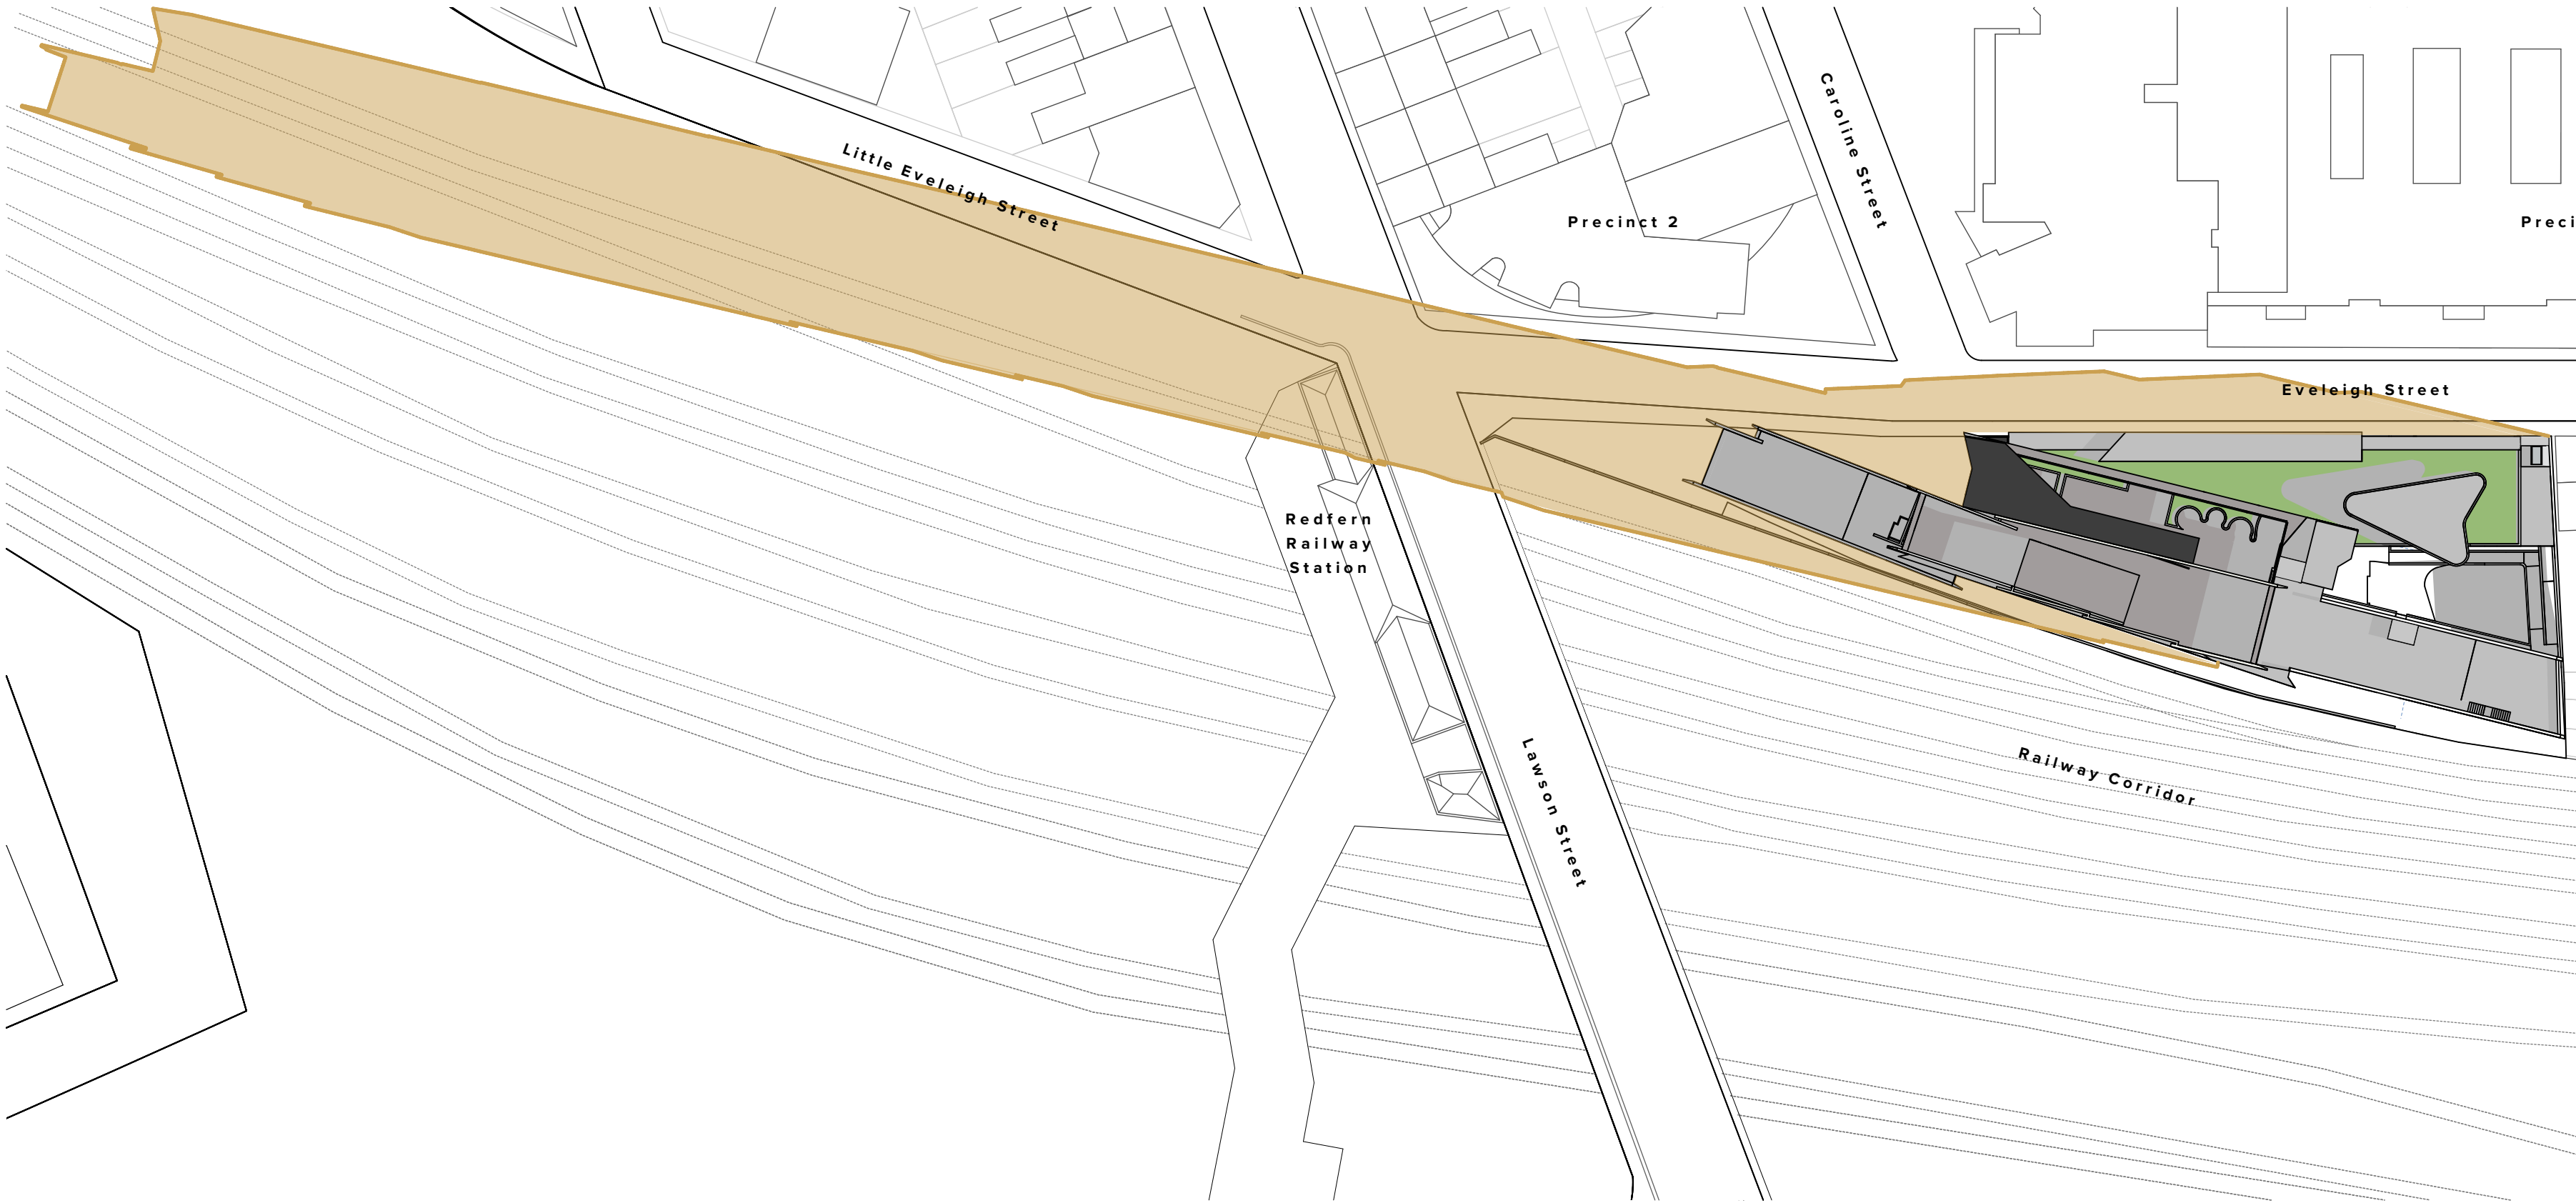 Caroline Street
Little Eveleigh Street
Precinct 2
Preci
Eveleigh Street
Redfern
Railway
Station
Lawson Street
Railway Corridor